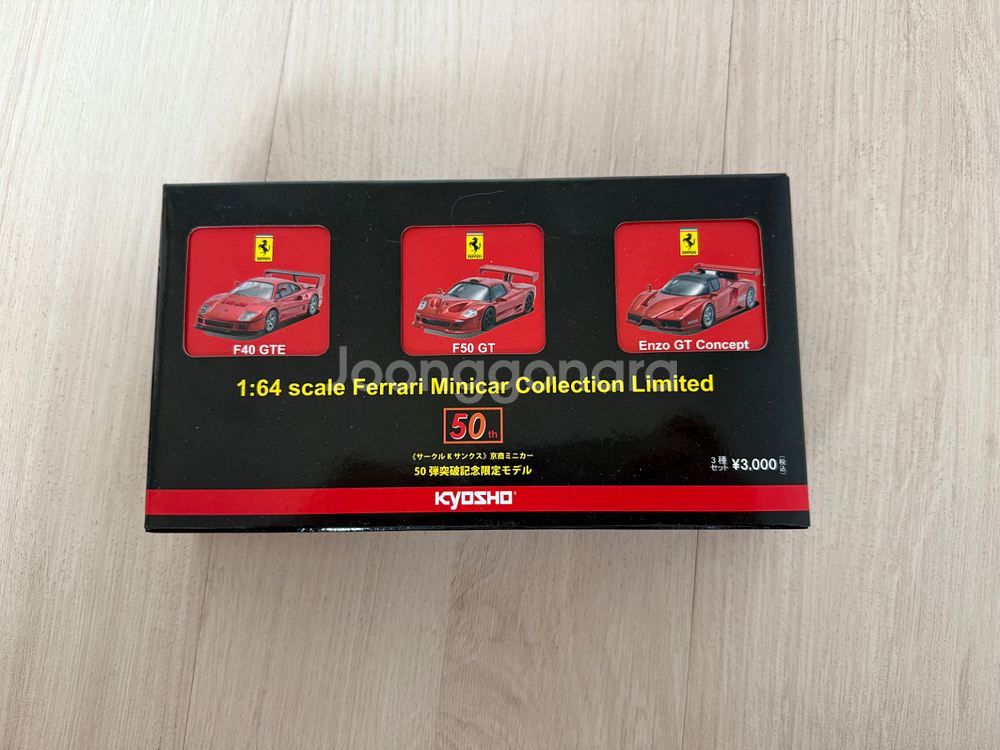 F40 GTE
F50 GT
Enzo GT Concept
Joonggonara
1:64 scale Ferrari Minicar Collection Limited
50th
《サークルKサンクス》京商ミニカー
50弾突破記念限定モデル
3種セット ¥3,000(税込)
KYOSHO